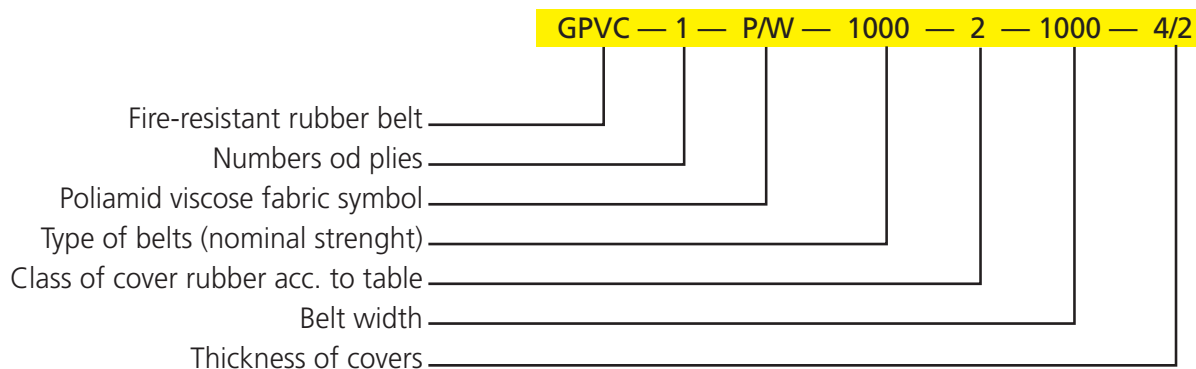 GPVC — 1 — P/W — 1000 — 2 — 1000 — 4/2
Fire-resistant rubber belt
Numbers od plies
Poliamid viscose fabric symbol
Type of belts (nominal strenght)
Class of cover rubber acc. to table
Belt width
Thickness of covers